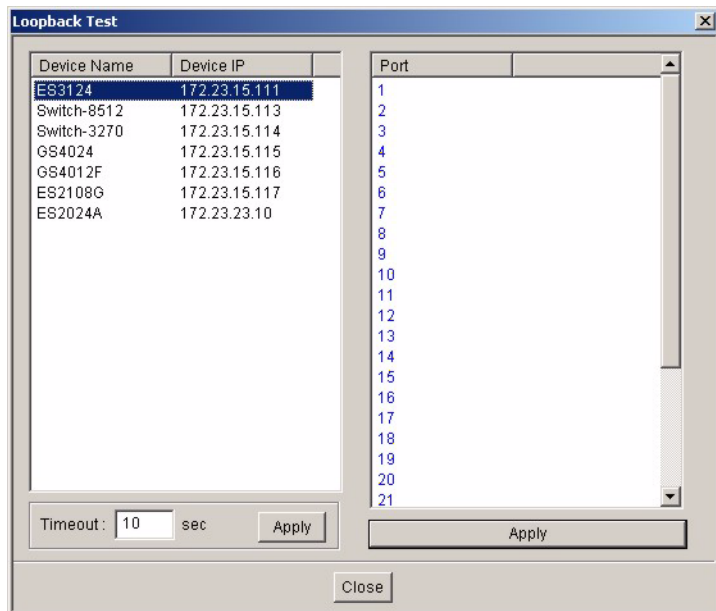 Loopback Test
Device Name Device IP
ES3124 172.23.15.111
Switch-8512 172.23.15.113
Switch-3270 172.23.15.114
GS4024 172.23.15.115
GS4012F 172.23.15.116
ES2108G 172.23.15.117
ES2024A 172.23.23.10
Timeout : 10 sec Apply
Port
1
2
3
4
5
6
7
8
9
10
11
12
13
14
15
16
17
18
19
20
21
Apply
Close